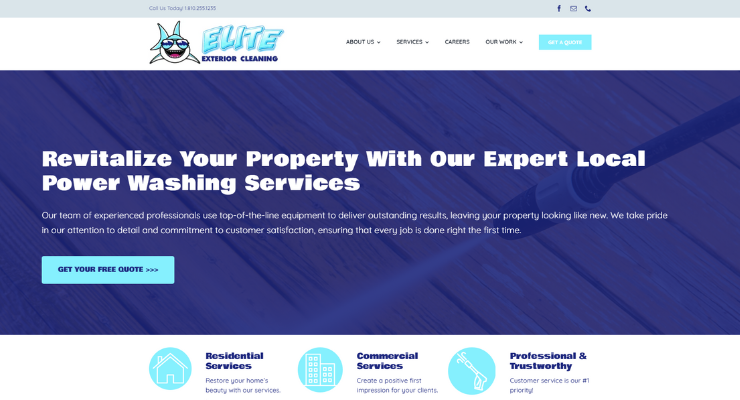 Call Us Today! 1.810.255.1235
ELITE
EXTERIOR CLEANING
ABOUT US
SERVICES
CAREERS
OUR WORK
GET A QUOTE
Revitalize Your Property With Our Expert Local
Power Washing Services
Our team of experienced professionals use top-of-the-line equipment to deliver outstanding results, leaving your property looking like new. We take pride
in our attention to detail and commitment to customer satisfaction, ensuring that every job is done right the first time.
GET YOUR FREE QUOTE >>>
Residential
Services
Restore your home's
beauty with our services.
Commercial
Services
Create a positive first
impression for your clients.
Professional &
Trustworthy
Customer service is our #1
priority!